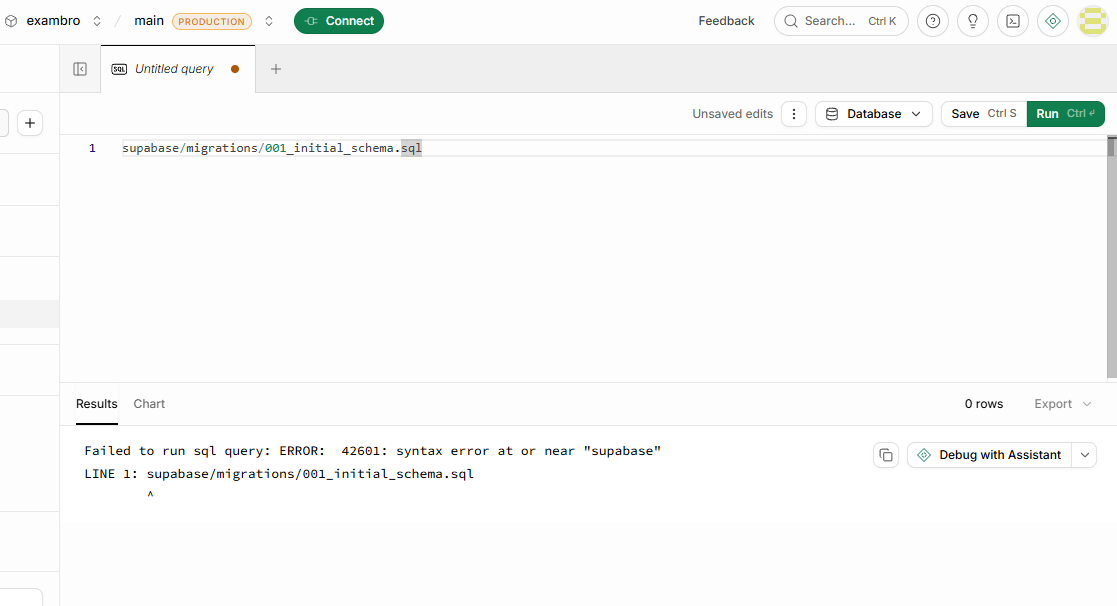 exambro / main PRODUCTION Connect Feedback Search... Ctrl K
SQL Untitled query
Unsaved edits Database Save Ctrl S Run Ctrl ↵
1 supabase/migrations/001_initial_schema.sql
Results Chart 0 rows Export
Failed to run sql query: ERROR:  42601: syntax error at or near "supabase"
Debug with Assistant
LINE 1: supabase/migrations/001_initial_schema.sql
^